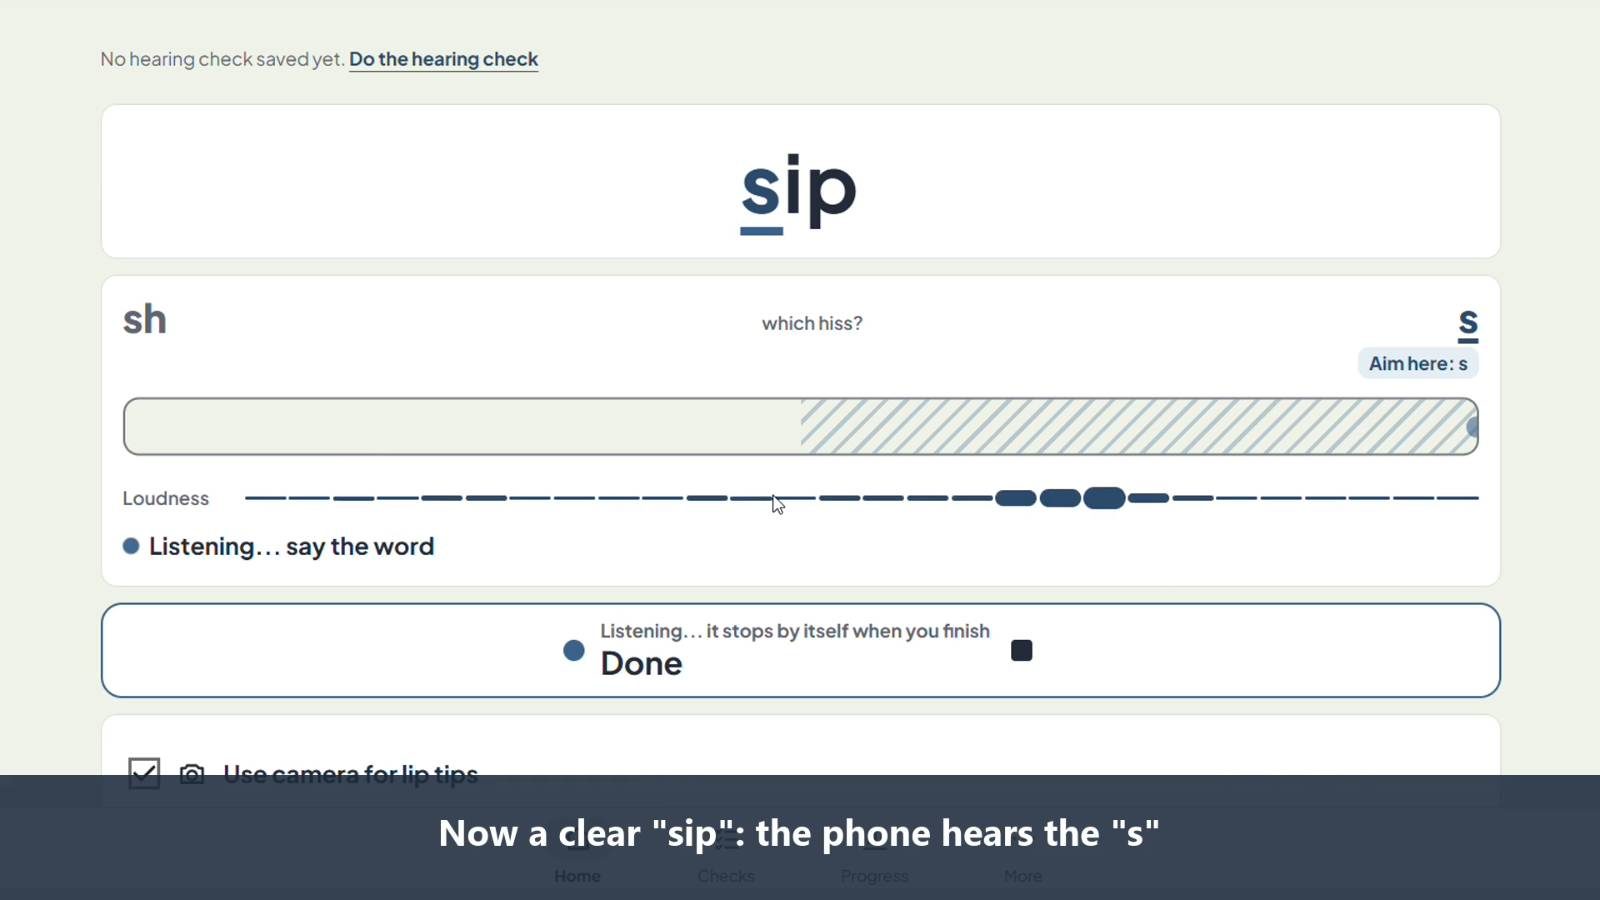 No hearing check saved yet. Do the hearing check
sip
sh
which hiss?
s
Aim here: s
Loudness
Listening... say the word
Listening... it stops by itself when you finish
Done
Use camera for lip tips
Now a clear "sip": the phone hears the "s"
Home
Checks
Progress
More